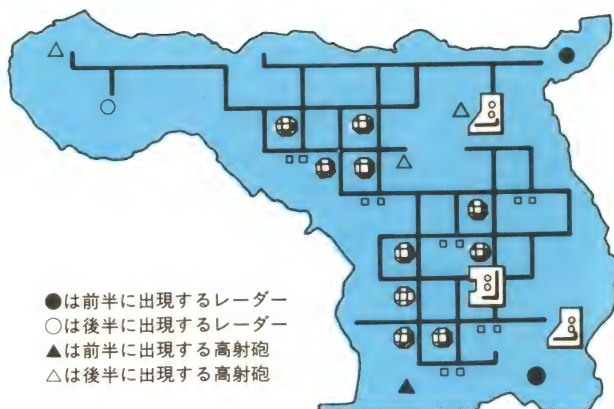 ●は前半に出現するレーダー
○は後半に出現するレーダー
▲は前半に出現する高射砲
△は後半に出現する高射砲